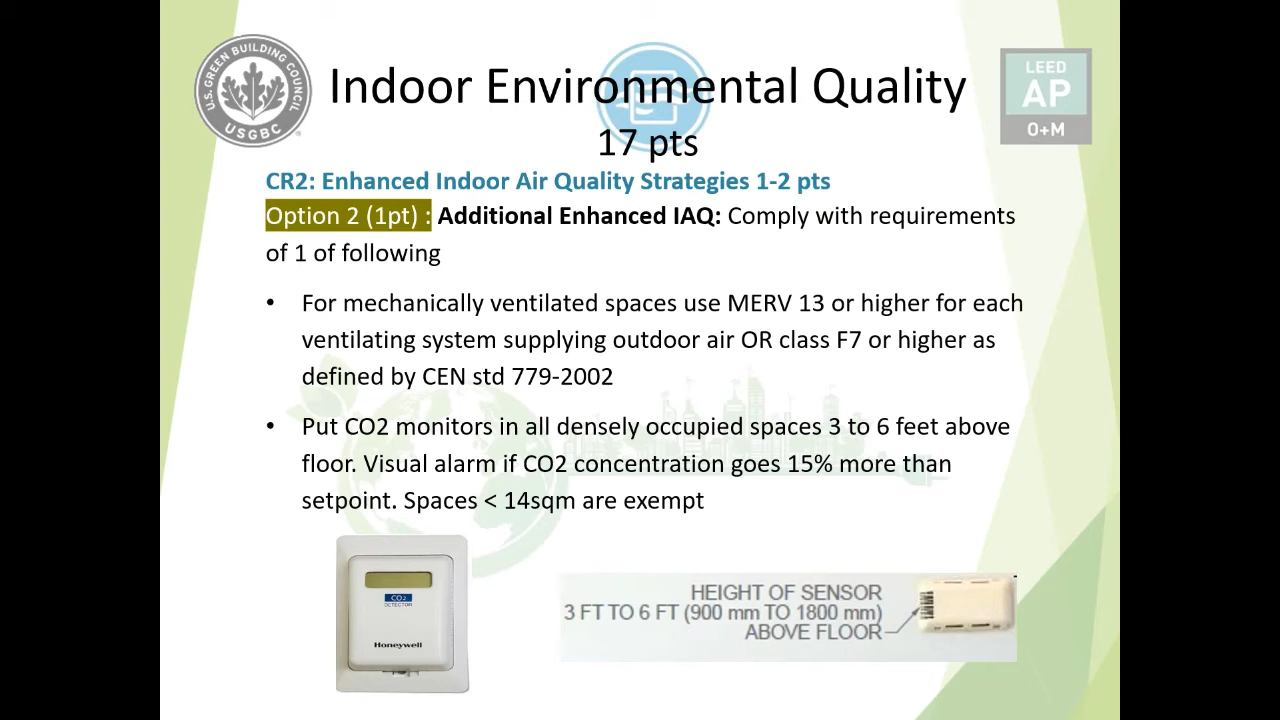 U.S. GREEN BUILDING COUNCIL
USGBC
Indoor Environmental Quality
17 pts
LEED
AP
O+M
CR2: Enhanced Indoor Air Quality Strategies 1-2 pts
Option 2 (1pt) : Additional Enhanced IAQ: Comply with requirements
of 1 of following
• For mechanically ventilated spaces use MERV 13 or higher for each
ventilating system supplying outdoor air OR class F7 or higher as
defined by CEN std 779-2002
• Put CO2 monitors in all densely occupied spaces 3 to 6 feet above
floor. Visual alarm if CO2 concentration goes 15% more than
setpoint. Spaces < 14sqm are exempt
CO2
DETECTOR
Honeywell
HEIGHT OF SENSOR
3 FT TO 6 FT (900 mm TO 1800 mm)
ABOVE FLOOR